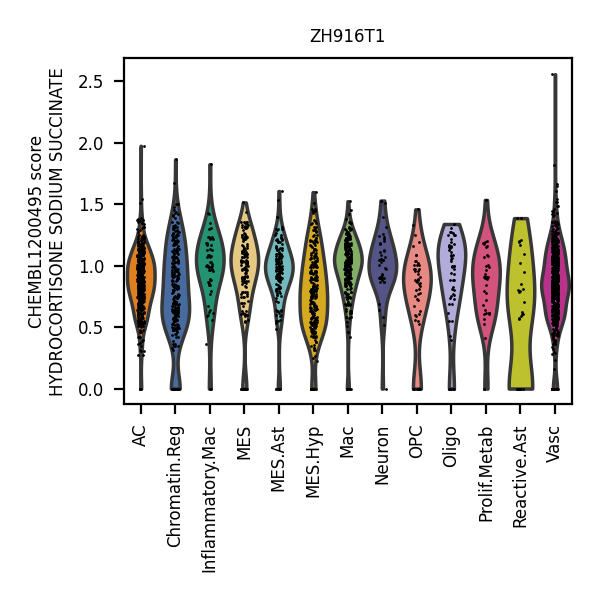 ZH916T1
CHEMBL1200495 score
HYDROCORTISONE SODIUM SUCCINATE
2.5
2.0
1.5
1.0
0.5
0.0
AC
Chromatin.Reg
Inflammatory.Mac
MES
MES.Ast
MES.Hyp
Mac
Neuron
OPC
Oligo
Prolif.Metab
Reactive.Ast
Vasc